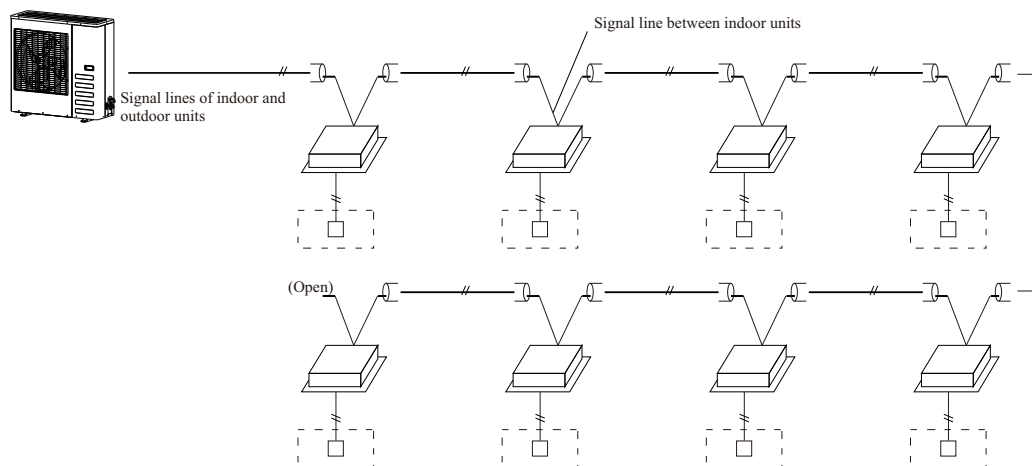 Signal line between indoor units
Signal lines of indoor and
outdoor units
(Open)